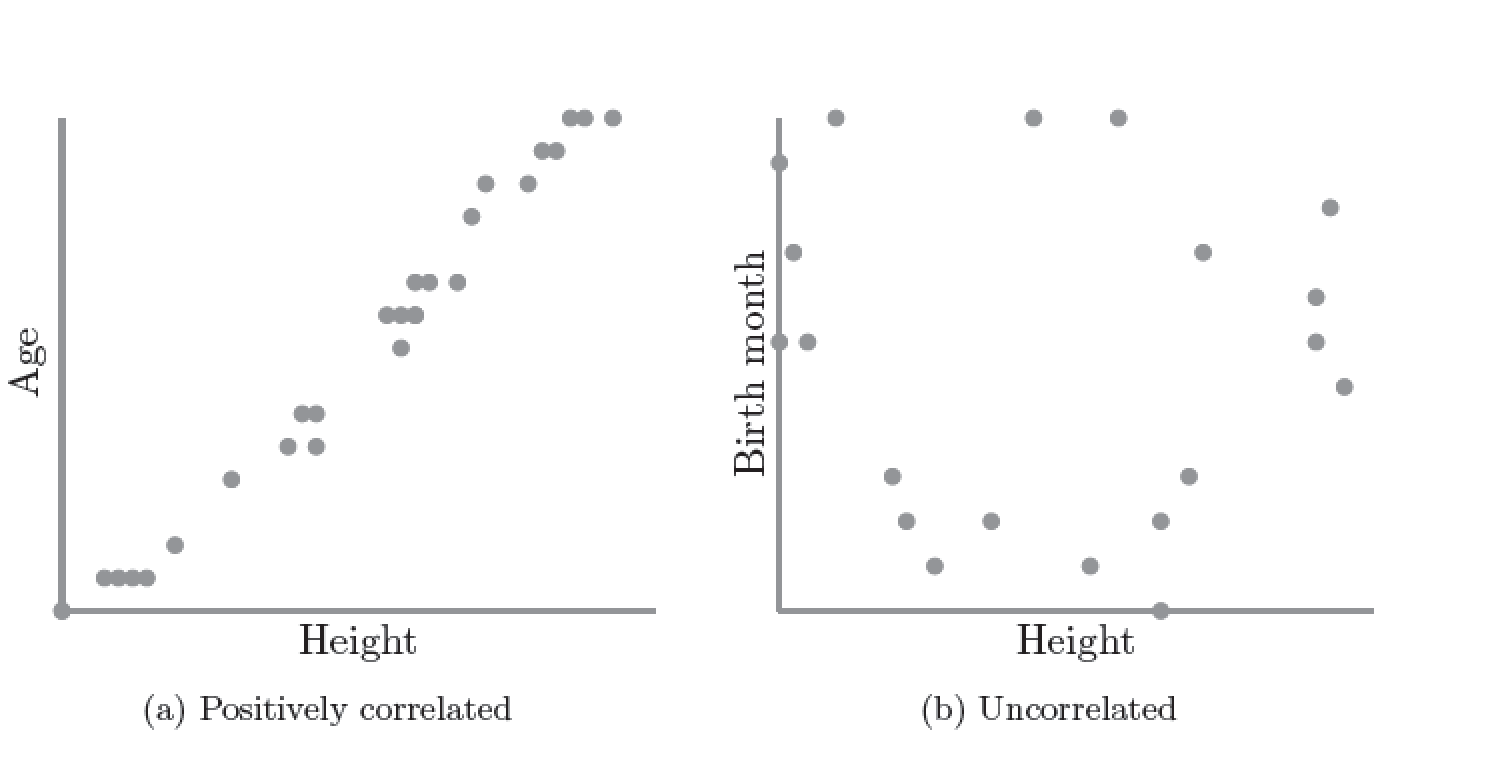 Age
Height
(a) Positively correlated
Birth month
Height
(b) Uncorrelated